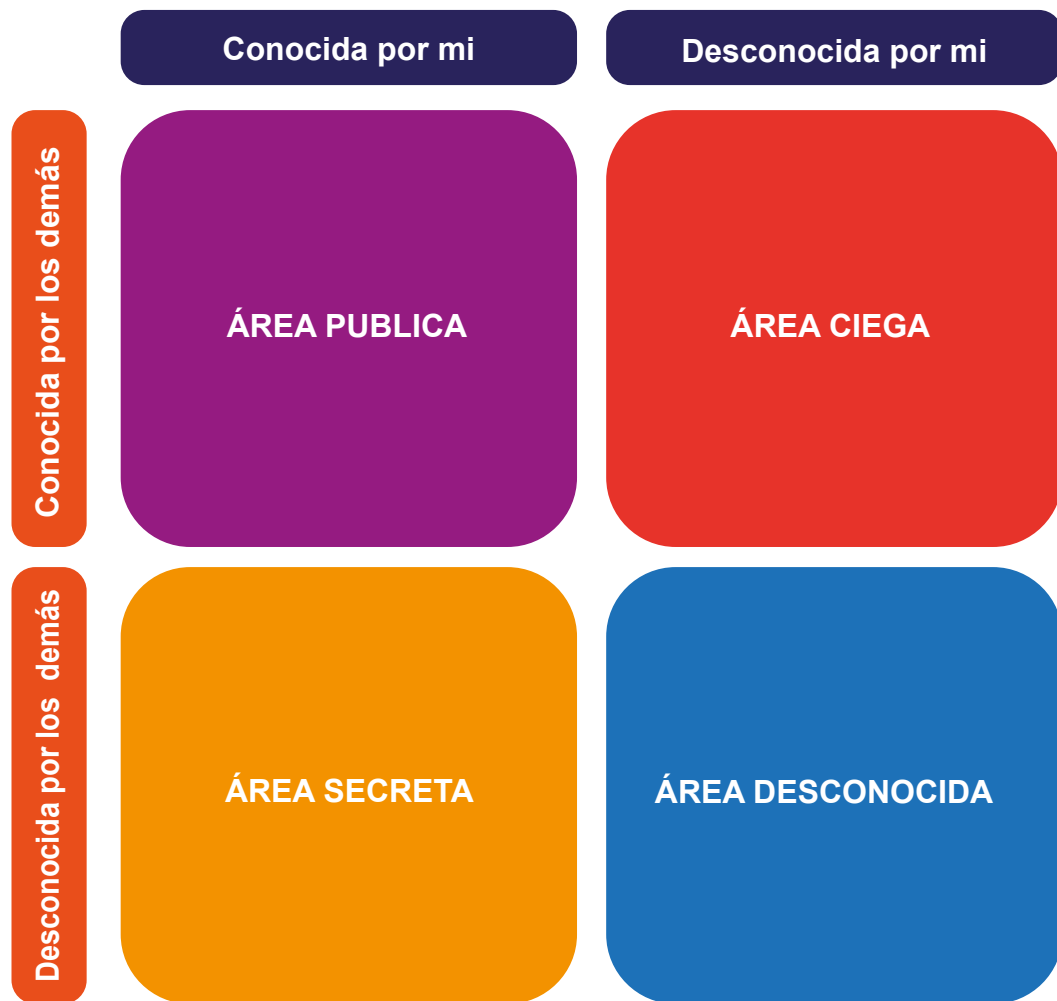 Conocida por mi
Desconocida por mi
Conocida por los demás
ÁREA PUBLICA
ÁREA CIEGA
Desconocida por los demás
ÁREA SECRETA
ÁREA DESCONOCIDA